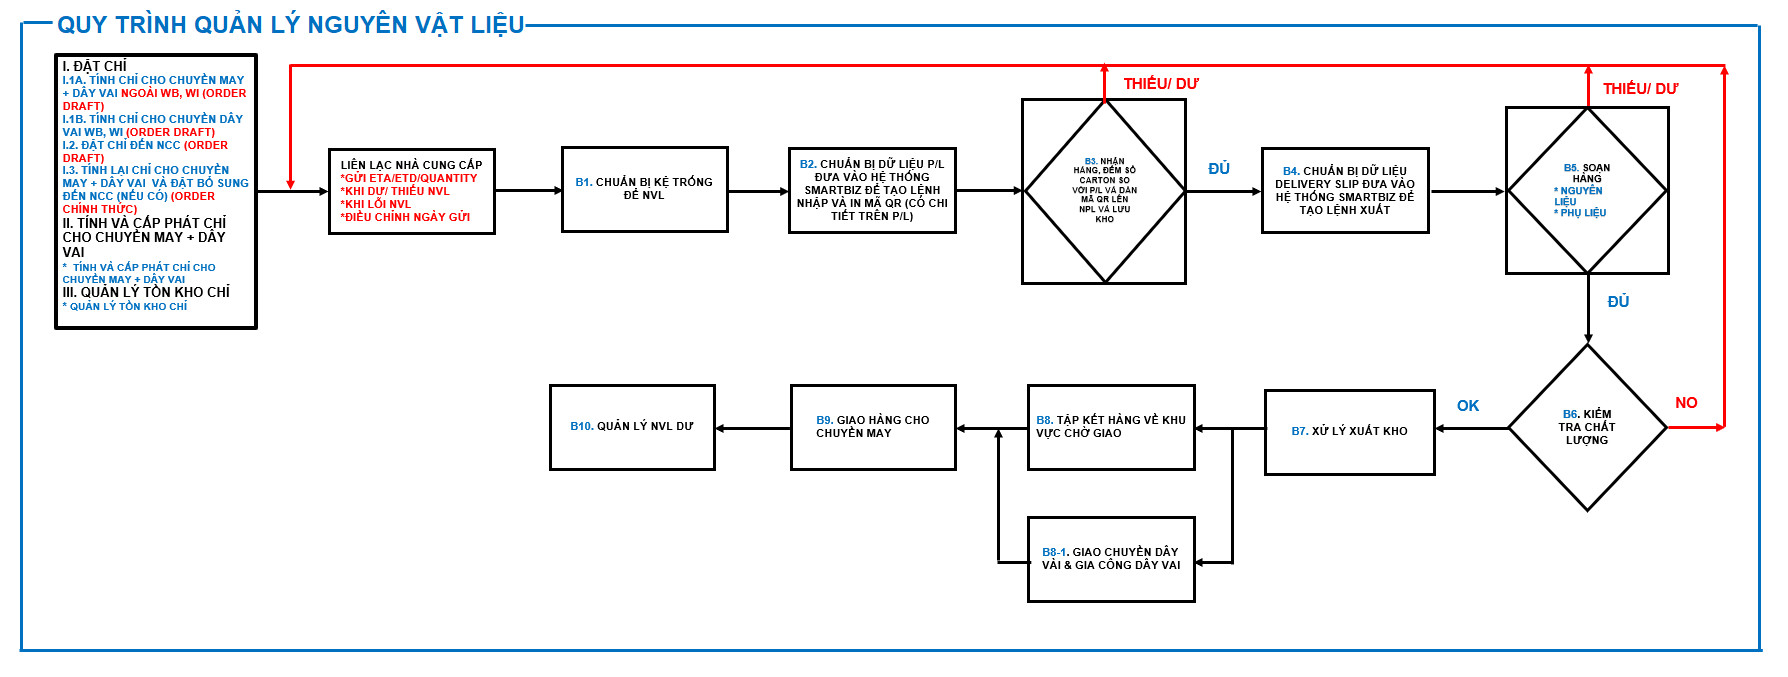 QUY TRÌNH QUẢN LÝ NGUYÊN VẬT LIỆU
I. ĐẶT CHỈ
I.1A. TÍNH CHỈ CHO CHUYỀN MAY
+ DÂY VAI NGOÀI WB, WI (ORDER
DRAFT)
I.1B. TÍNH CHỈ CHO CHUYỀN DÂY
VAI WB, WI (ORDER DRAFT)
I.2. ĐẶT CHỈ ĐẾN NCC (ORDER
DRAFT)
I.3. TÍNH LẠI CHỈ CHO CHUYỀN
MAY + DÂY VAI VÀ ĐẶT BỔ SUNG
ĐẾN NCC (NẾU CÓ) (ORDER
CHÍNH THỨC)
II. TÍNH VÀ CẤP PHÁT CHỈ
CHO CHUYỀN MAY + DÂY
VAI
* TÍNH VÀ CẤP PHÁT CHỈ CHO
CHUYỀN MAY + DÂY VAI
III. QUẢN LÝ TỒN KHO CHỈ
* QUẢN LÝ TỒN KHO CHỈ
LIÊN LẠC NHÀ CUNG CẤP
*GỬI ETA/ETD/QUANTITY
*KHI DƯ/ THIẾU NVL
*KHI LỖI NVL
*ĐIỀU CHỈNH NGÀY GỬI
B1. CHUẨN BỊ KỆ TRỐNG
ĐỂ NVL
B2. CHUẨN BỊ DỮ LIỆU P/L
ĐƯA VÀO HỆ THỐNG
SMARTBIZ ĐỂ TẠO LỆNH
NHẬP VÀ IN MÃ QR (CÓ CHI
TIẾT TRÊN P/L)
THIẾU/ DƯ
B3. NHẬN
HÀNG, ĐẾM SỐ
CARTON SO
VỚI P/L VÀ DÁN
MÃ QR LÊN
NPL VÀ LƯU
KHO
ĐỦ
B4. CHUẨN BỊ DỮ LIỆU
DELIVERY SLIP ĐƯA VÀO
HỆ THỐNG SMARTBIZ ĐỂ
TẠO LỆNH XUẤT
THIẾU/ DƯ
B5. SOẠN
HÀNG
* NGUYÊN
LIỆU
* PHỤ LIỆU
ĐỦ
B6. KIỂM
TRA CHẤT
LƯỢNG
NO
OK
B7. XỬ LÝ XUẤT KHO
B8. TẬP KẾT HÀNG VỀ KHU
VỰC CHỜ GIAO
B9. GIAO HÀNG CHO
CHUYỀN MAY
B10. QUẢN LÝ NVL DƯ
B8-1. GIAO CHUYỀN DÂY
VẢI & GIA CÔNG DÂY VAI